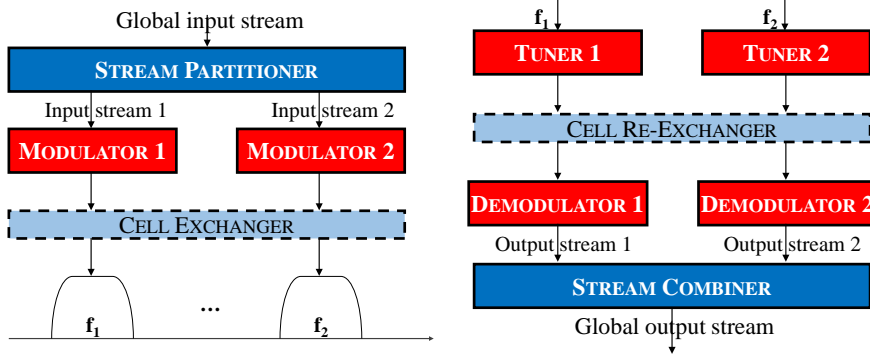 Global input stream
STREAM PARTITIONER
Input stream 1
Input stream 2
MODULATOR 1
MODULATOR 2
CELL EXCHANGER
...
f1
f2
f1
f2
TUNER 1
TUNER 2
CELL RE-EXCHANGER
DEMODULATOR 1
DEMODULATOR 2
Output stream 1
Output stream 2
STREAM COMBINER
Global output stream